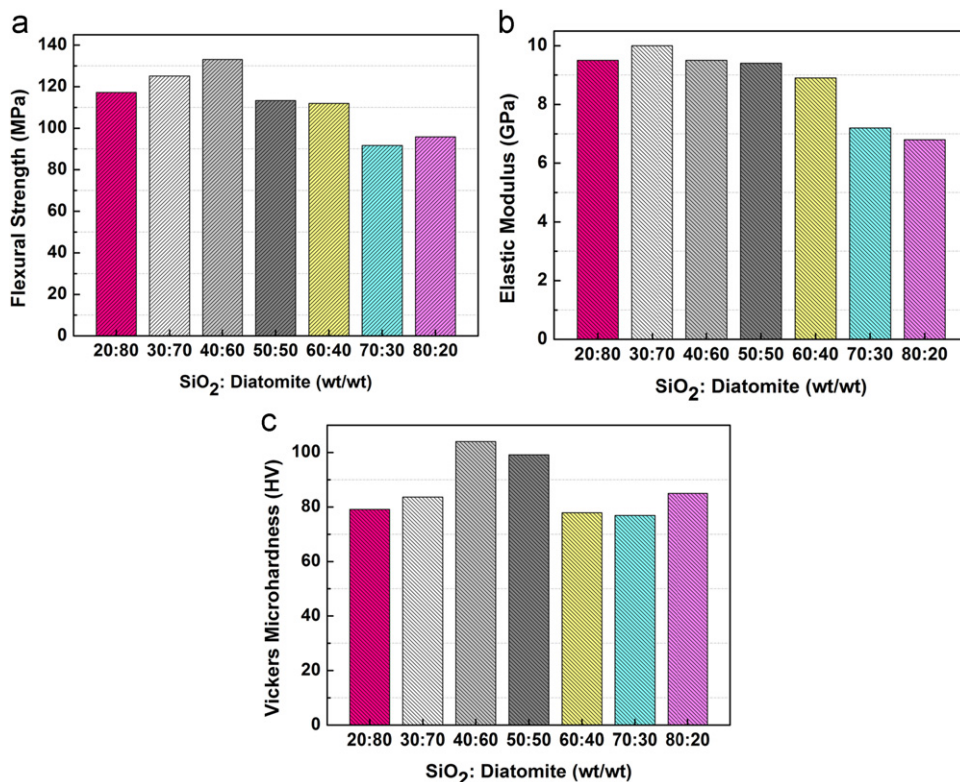 a
Flexural Strength (MPa)
140
120
100
80
60
40
20
0
20:80 30:70 40:60 50:50 60:40 70:30 80:20
SiO2: Diatomite (wt/wt)
b
Elastic Modulus (GPa)
10
8
6
4
2
0
20:80 30:70 40:60 50:50 60:40 70:30 80:20
SiO2: Diatomite (wt/wt)
c
Vickers Microhardness (HV)
100
80
60
40
20
0
20:80 30:70 40:60 50:50 60:40 70:30 80:20
SiO2: Diatomite (wt/wt)